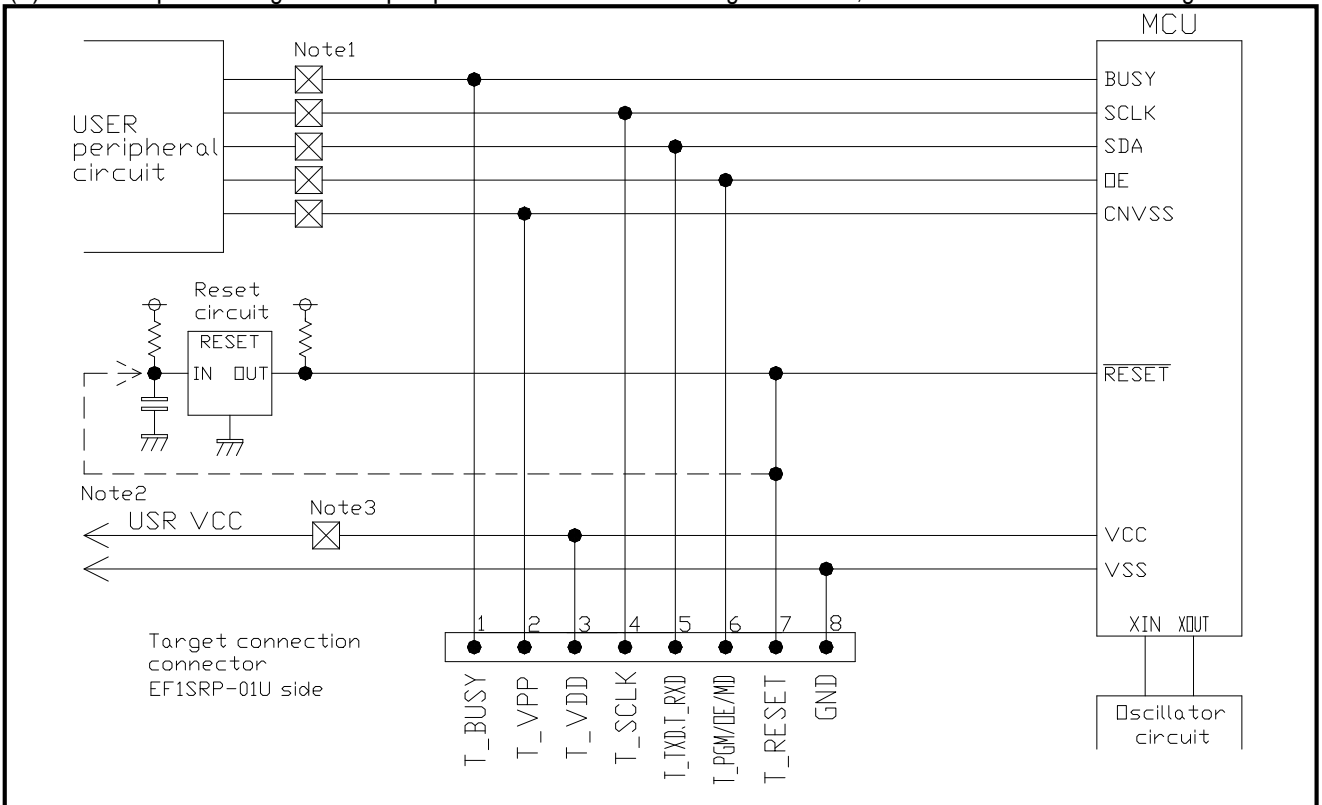 MCU
Note1
BUSY
SCLK
USER
peripheral
circuit
SDA
OE
CNVSS
Reset
circuit
RESET
IN OUT
RESET
Note2
USR VCC
Note3
VCC
VSS
XIN XOUT
1 2 3 4 5 6 7 8
Target connection
connector
EF1SRP-01U side
T_BUSY
T_VPP
T_VDD
T_SCLK
T_TXD.T_RXD
T_PGM/OE/MD
T_RESET
GND
Oscillator
circuit